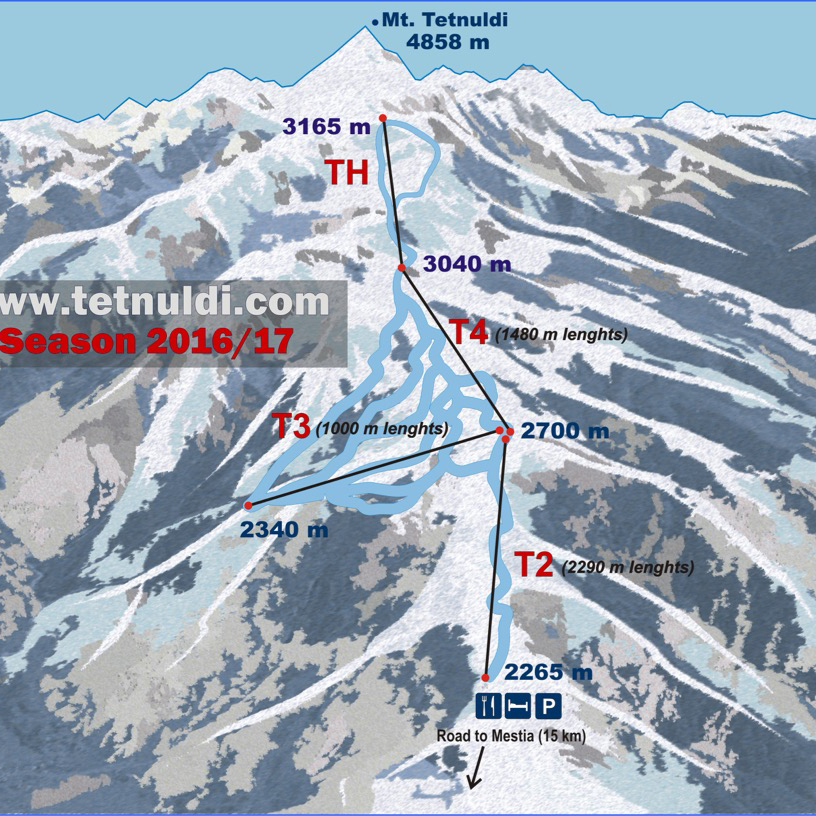 Mt. Tetnuldi
4858 m
3165 m
TH
3040 m
ww.tetnuldi.com
Season 2016/17
T4 (1480 m lenghts)
T3 (1000 m lenghts)
2700 m
2340 m
T2 (2290 m lenghts)
2265 m
P
Road to Mestia (15 km)